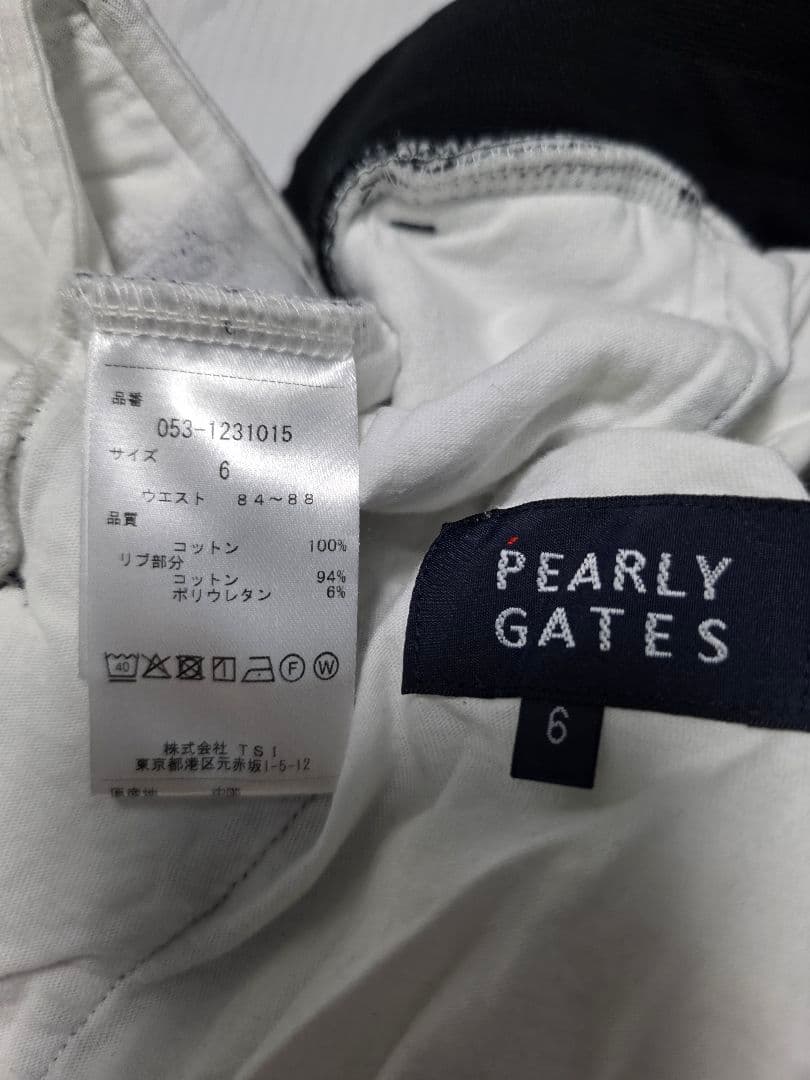 品番
053-1231015
サイズ
6
ウエスト 84~88
品質
コットン 100%
リブ部分
コットン 94%
ポリウレタン 6%
40
F W
株式会社 TSI
東京都港区元赤坂1-5-12
PEARLY
GATES
6